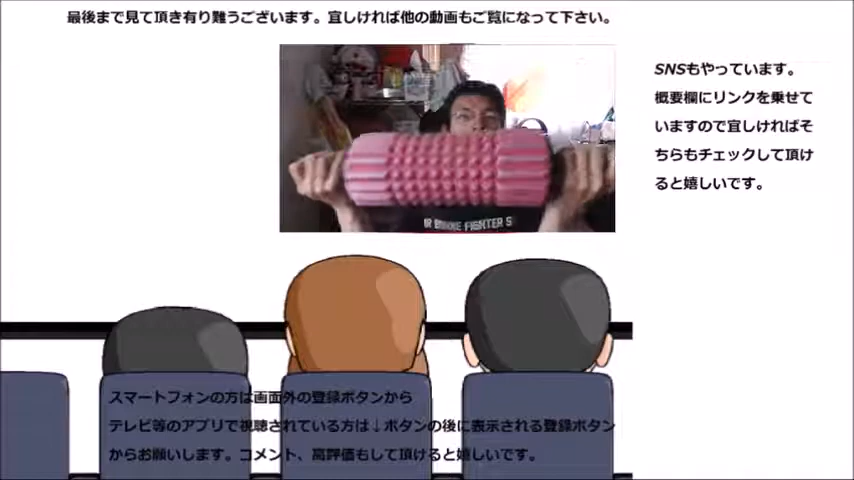 最後まで見て頂き有り難うございます。宜しければ他の動画もご覧になって下さい。
SNSもやっています。
概要欄にリンクを乗せて
いますので宜しければそ
ちらもチェックして頂け
ると嬉しいです。
FIGHTER S
スマートフォンの方は画面外の登録ボタンから
テレビ等のアプリで視聴されている方は↓ボタンの後に表示される登録ボタン
からお願いします。コメント、高評価もして頂けると嬉しいです。